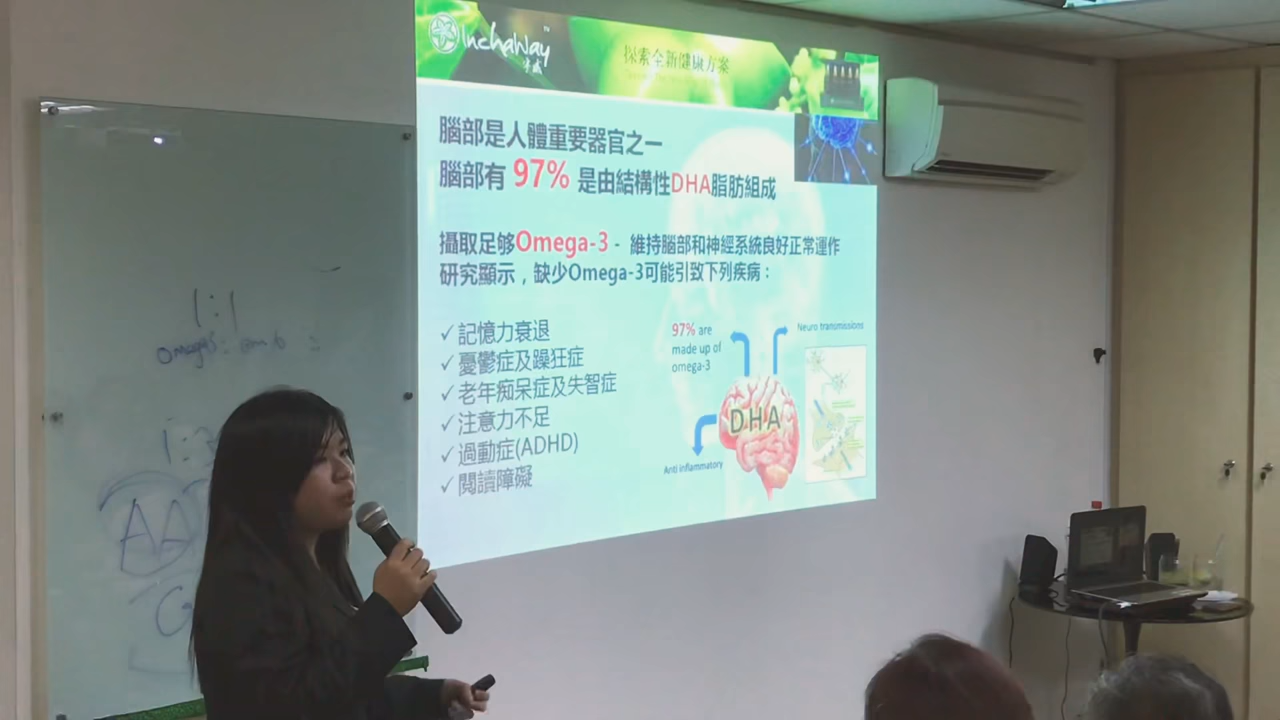 Inchaway™
探索全新健康方案
腦部是人體重要器官之一
腦部有 97% 是由結構性DHA脂肪組成
攝取足够Omega-3 - 維持腦部和神經系統良好正常運作
研究顯示，缺少Omega-3可能引致下列疾病：
✓ 記憶力衰退
✓ 憂鬱症及躁狂症
✓ 老年痴呆症及失智症
✓ 注意力不足
✓ 過動症(ADHD)
✓ 閱讀障礙
97% are
made up of
omega-3
Neuro transmissions
DHA
Anti inflammatory
1:1
AA